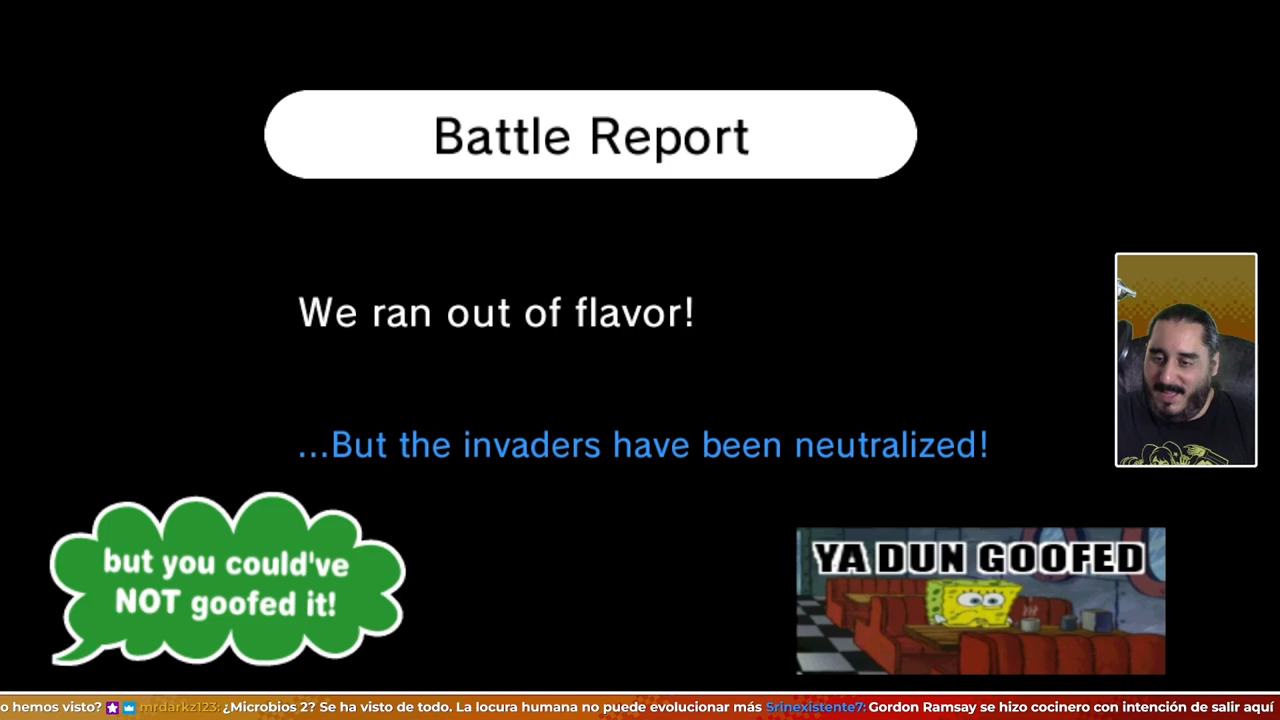 Battle Report
We ran out of flavor!
...But the invaders have been neutralized!
but you could've
NOT goofed it!
YA DUN GOOFED
o hemos visto? mrdarkz123: ¿Microbios 2? Se ha visto de todo. La locura humana no puede evolucionar más Srinexistente7: Gordon Ramsay se hizo cocinero con intención de salir aquí